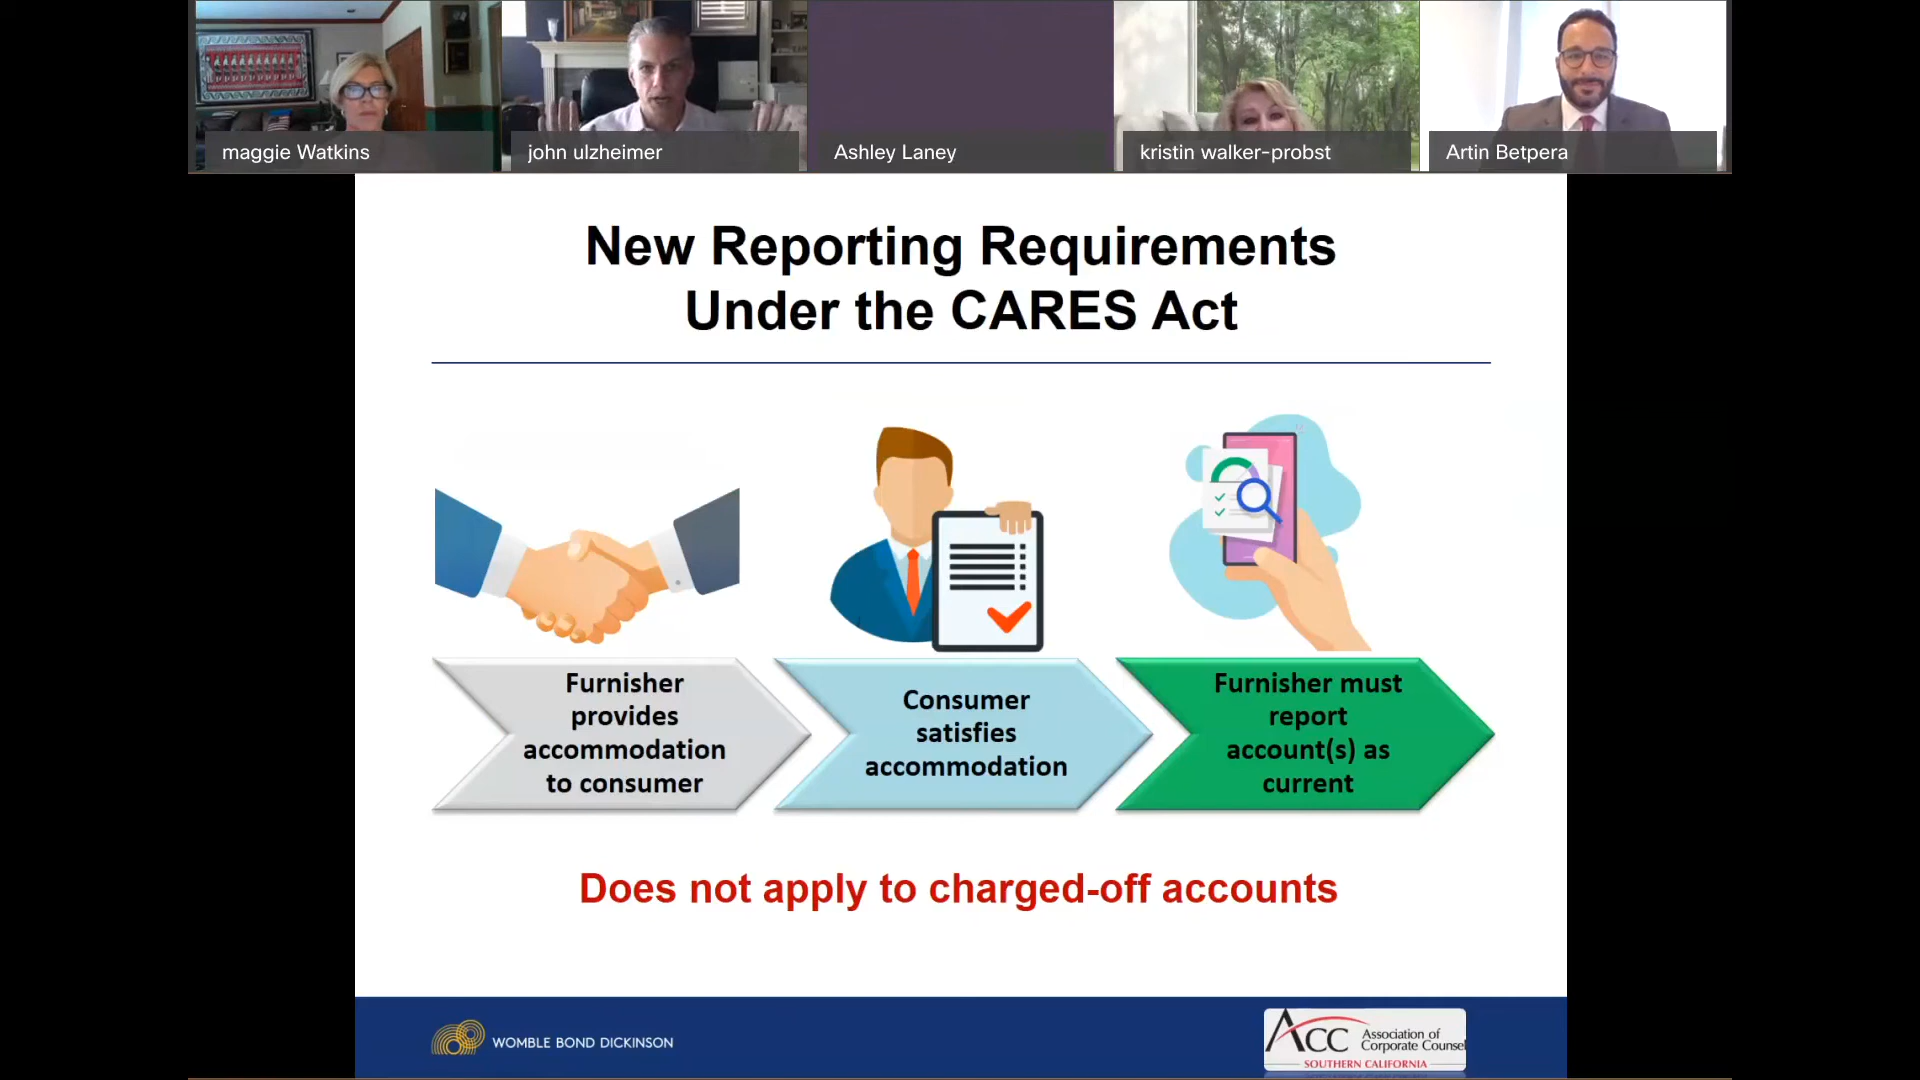 maggie Watkins
john ulzheimer
Ashley Laney
kristin walker-probst
Artin Betpera
New Reporting Requirements
Under the CARES Act
Furnisher
provides
accommodation
to consumer
Consumer
satisfies
accommodation
Furnisher must
report
account(s) as
current
Does not apply to charged-off accounts
WOMBLE BOND DICKINSON
ACC
Association of
Corporate Counsel
SOUTHERN CALIFORNIA